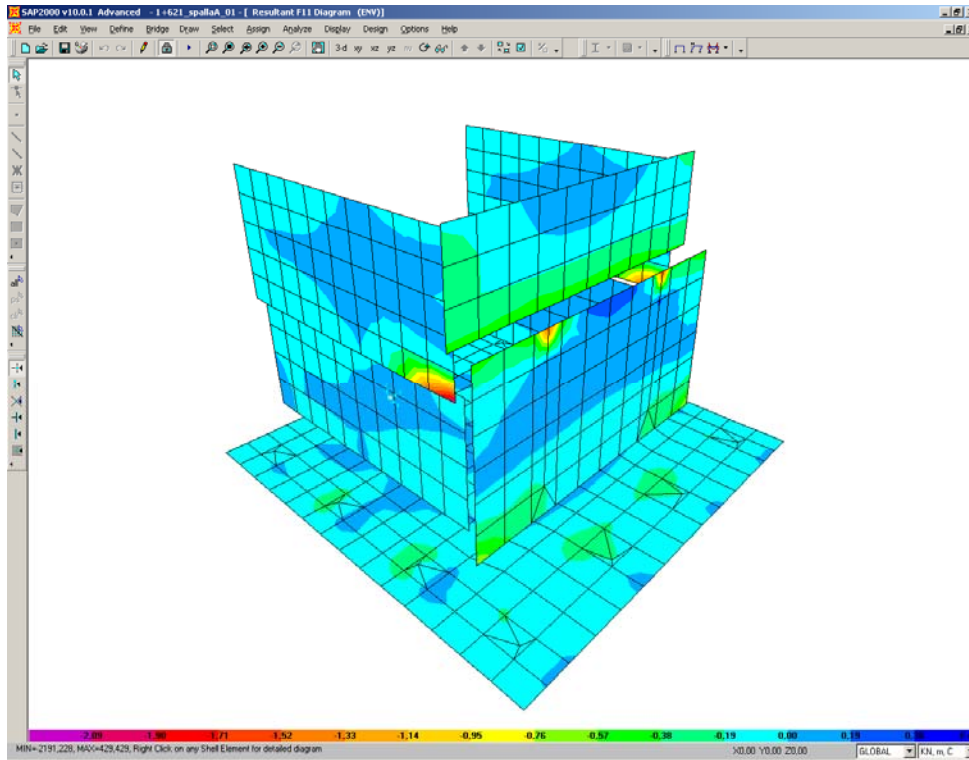 SAP2000 v10.0.1 Advanced - 1+621_spallaA_01 - [ Resultant F11 Diagram (ENV)]
File Edit View Define Bridge Draw Select Assign Analyze Display Design Options Help
3-d xy xz yz
-2,09 -1,90 -1,71 -1,52 -1,33 -1,14 -0,95 -0,76 -0,57 -0,38 -0,19 0,00 0,19
MIN=-2191,228, MAX=429,429, Right Click on any Shell Element for detailed diagram X0,00 Y0,00 Z0,00 GLOBAL KN, m, C